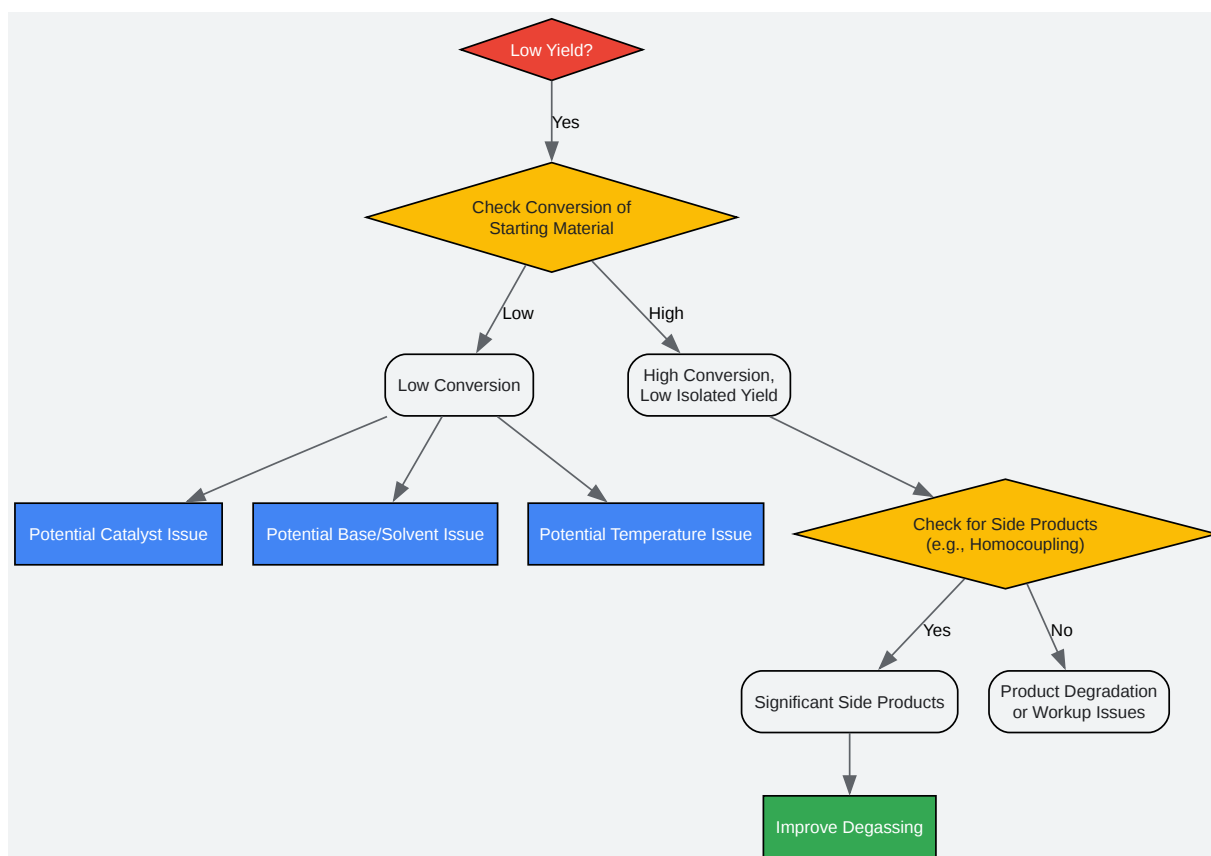 Low Yield?
Yes
Check Conversion of
Starting Material
Low
High
Low Conversion
High Conversion,
Low Isolated Yield
Potential Catalyst Issue
Potential Base/Solvent Issue
Potential Temperature Issue
Check for Side Products
(e.g., Homocoupling)
Yes
No
Significant Side Products
Product Degradation
or Workup Issues
Improve Degassing